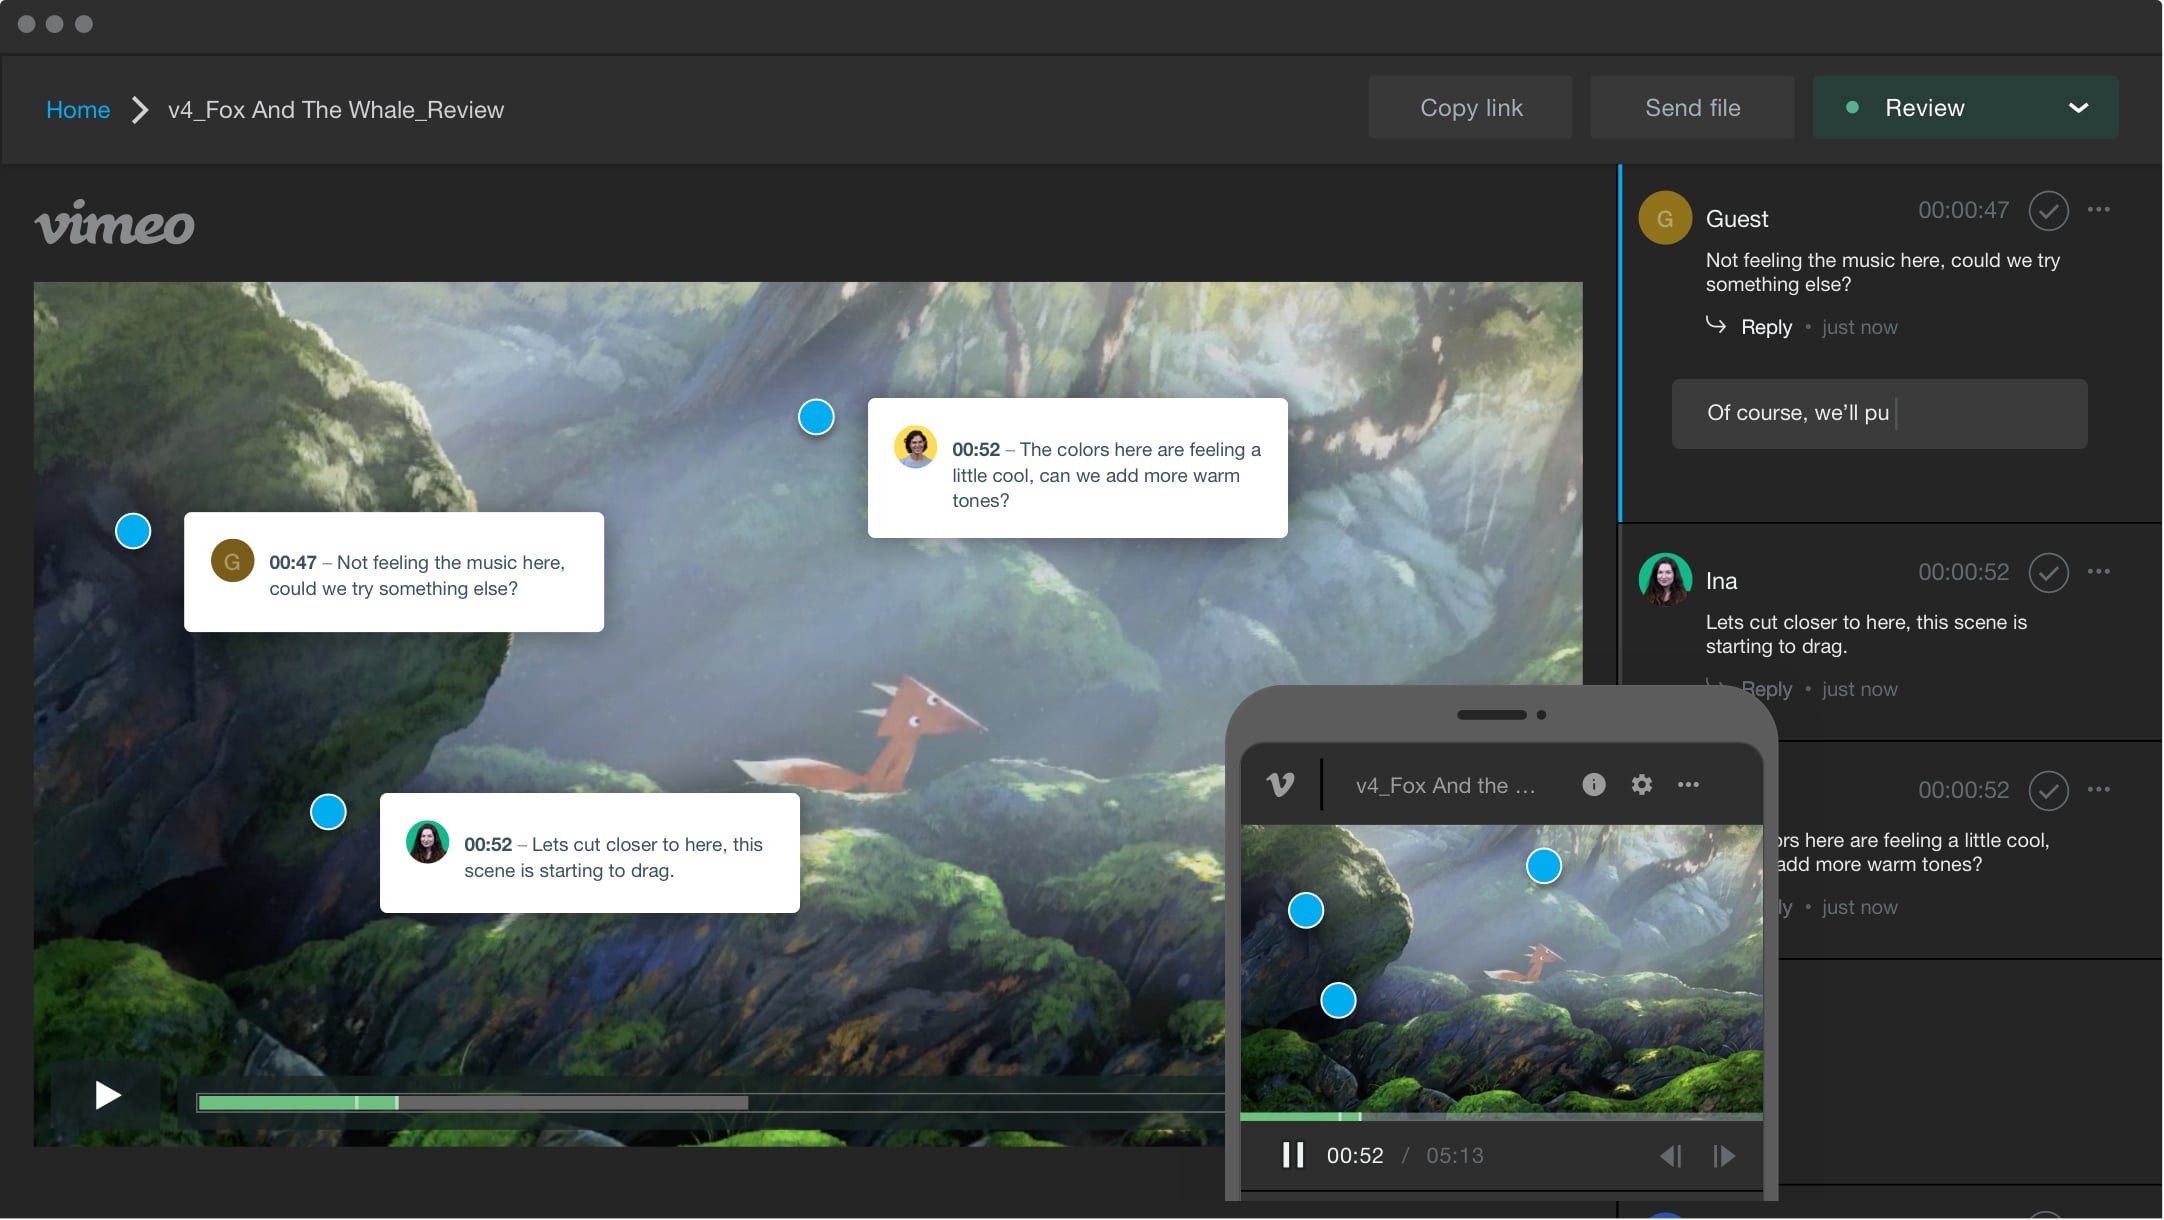 Home
v4_Fox And The Whale_Review
Copy link
Send file
Review
vimeo
00:52 – The colors here are feeling a
little cool, can we add more warm
tones?
G
00:47 – Not feeling the music here,
could we try something else?
00:52 – Lets cut closer to here, this
scene is starting to drag.
G
Guest
00:00:47
Not feeling the music here, could we try
something else?
Reply • just now
Of course, we’ll pu
Ina
00:00:52
Lets cut closer to here, this scene is
starting to drag.
Reply • just now
00:00:52
here are feeling a little cool,
add more warm tones?
• just now
v4_Fox And the ...
00:52 / 05:13